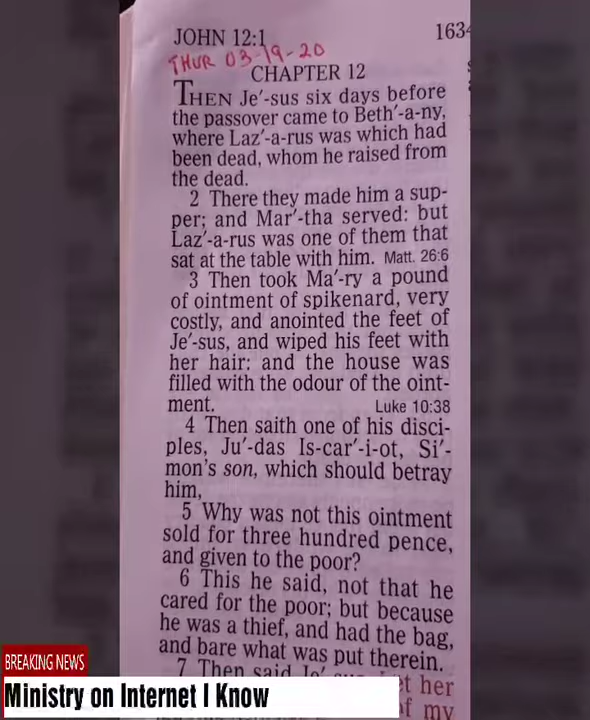 JOHN 12:1
163
THUR 03-19-20
CHAPTER 12
THEN Je′-sus six days before
the passover came to Beth′-a-ny,
where Laz′-a-rus was which had
been dead, whom he raised from
the dead.
2 There they made him a sup-
per; and Mar′-tha served: but
Laz′-a-rus was one of them that
sat at the table with him. Matt. 26:6
3 Then took Ma′-ry a pound
of ointment of spikenard, very
costly, and anointed the feet of
Je′-sus, and wiped his feet with
her hair: and the house was
filled with the odour of the oint-
ment. Luke 10:38
4 Then saith one of his disci-
ples, Ju′-das Is-car′-i-ot, Si′-
mon's son, which should betray
him,
5 Why was not this ointment
sold for three hundred pence,
and given to the poor?
6 This he said, not that he
cared for the poor; but because
he was a thief, and had the bag,
and bare what was put therein.
7 Then said her
of my
BREAKING NEWS
Ministry on Internet I Know